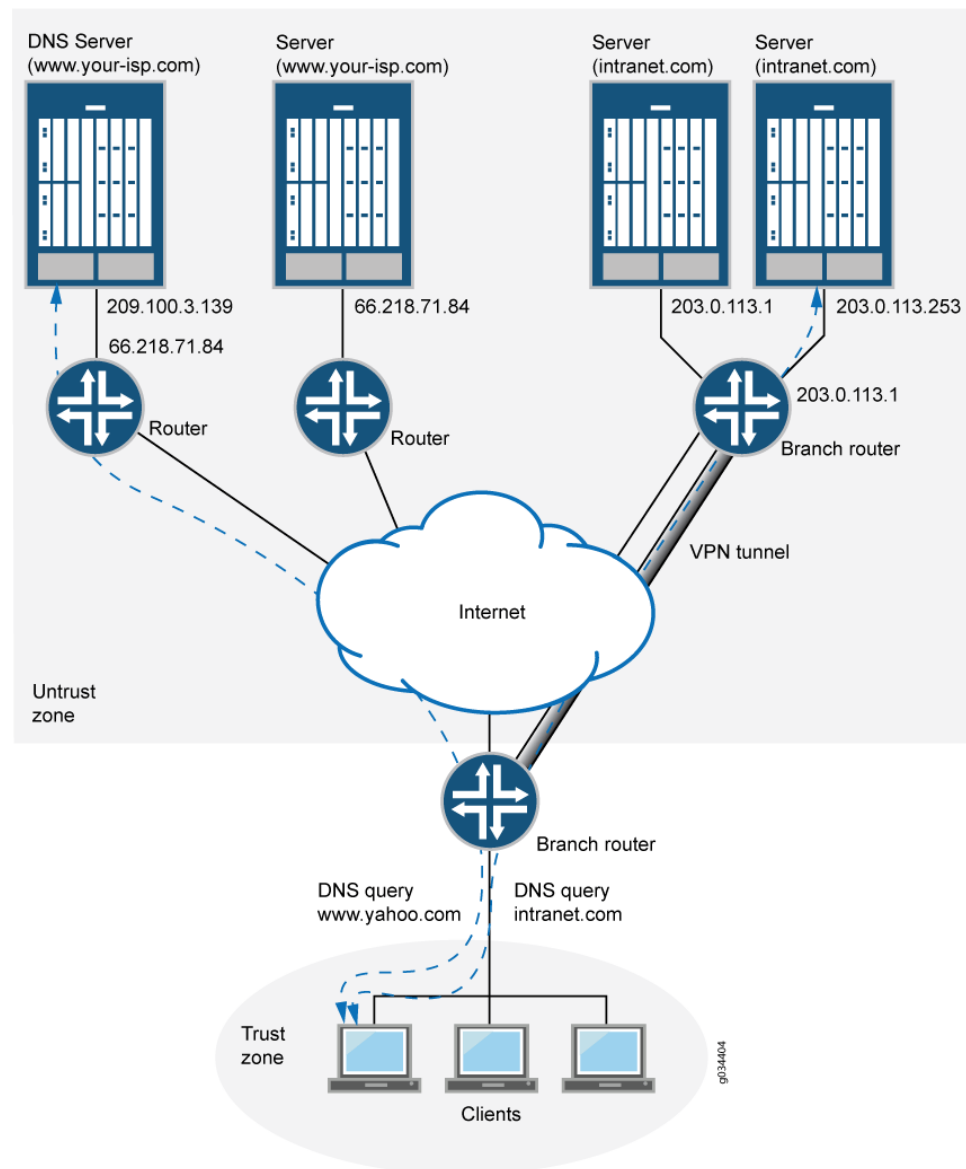 DNS Server
(www.your-isp.com)
Server
(www.your-isp.com)
Server
(intranet.com)
Server
(intranet.com)
209.100.3.139
66.218.71.84
203.0.113.1
203.0.113.253
66.218.71.84
203.0.113.1
Router
Router
Branch router
VPN tunnel
Internet
Untrust
zone
Branch router
DNS query
www.yahoo.com
DNS query
intranet.com
Trust
zone
Clients
g034404